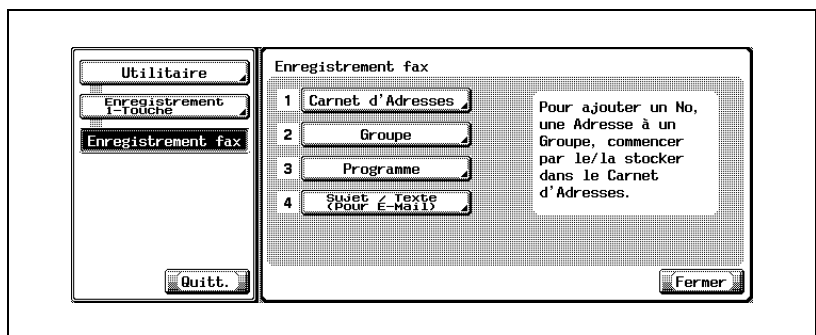 Utilitaire
Enregistrement
1-Touche
Enregistrement fax
Quitt.
Enregistrement fax
1 Carnet d'Adresses
2 Groupe
3 Programme
4 Sujet / Texte
(Pour E-Mail)
Pour ajouter un No,
une Adresse à un
Groupe, commencer
par le/la stocker
dans le Carnet
d'Adresses.
Fermer